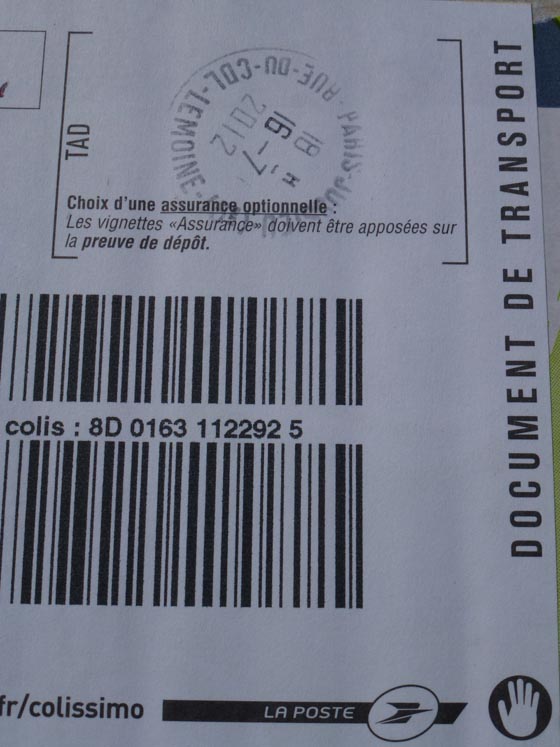 TAD
PARIS
RUE-DU-CDL-LEMOINE
18 H
16-7
2012
Choix d'une assurance optionnelle :
Les vignettes «Assurance» doivent être apposées sur
la preuve de dépôt.
colis : 8D 0163 112292 5
DOCUMENT DE TRANSPORT
fr/colissimo
LA POSTE